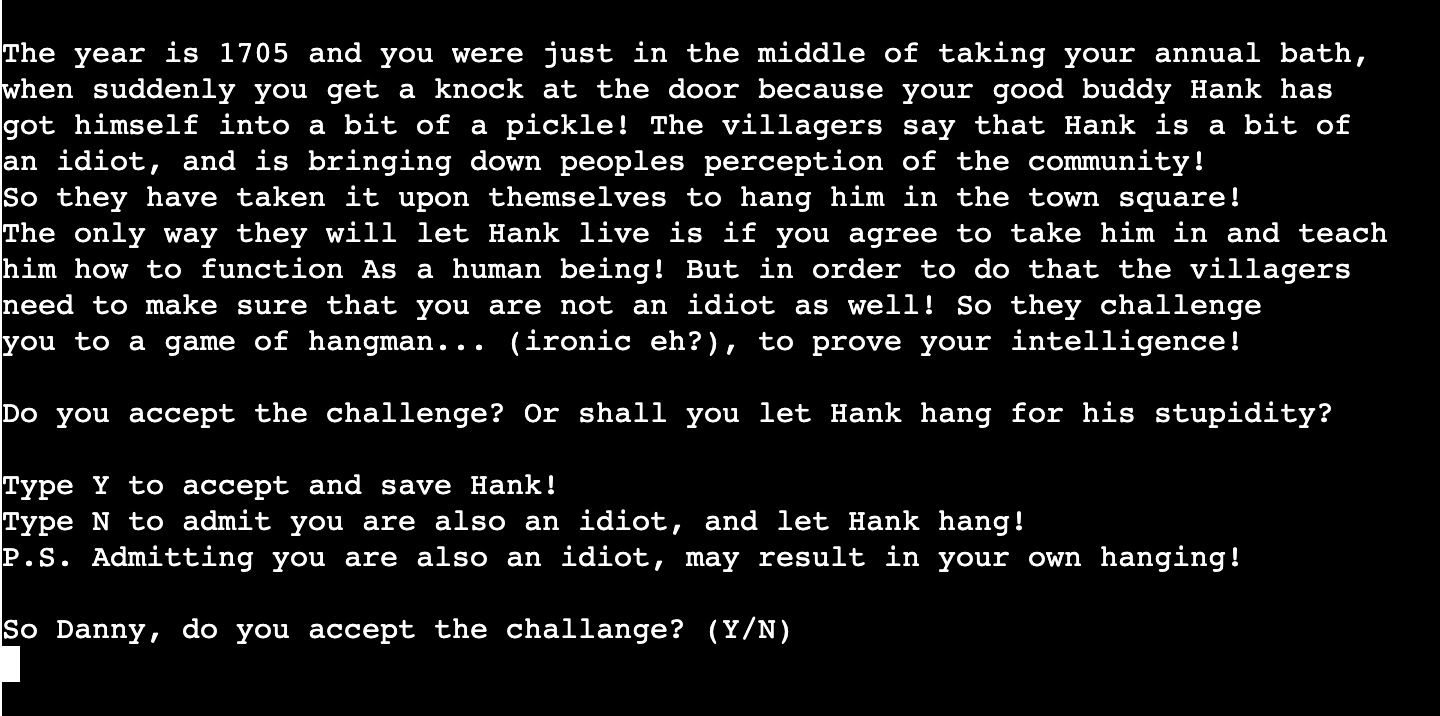 The year is 1705 and you were just in the middle of taking your annual bath,
when suddenly you get a knock at the door because your good buddy Hank has
got himself into a bit of a pickle! The villagers say that Hank is a bit of
an idiot, and is bringing down peoples perception of the community!
So they have taken it upon themselves to hang him in the town square!
The only way they will let Hank live is if you agree to take him in and teach
him how to function As a human being! But in order to do that the villagers
need to make sure that you are not an idiot as well! So they challenge
you to a game of hangman... (ironic eh?), to prove your intelligence!
Do you accept the challenge? Or shall you let Hank hang for his stupidity?
Type Y to accept and save Hank!
Type N to admit you are also an idiot, and let Hank hang!
P.S. Admitting you are also an idiot, may result in your own hanging!
So Danny, do you accept the challange? (Y/N)